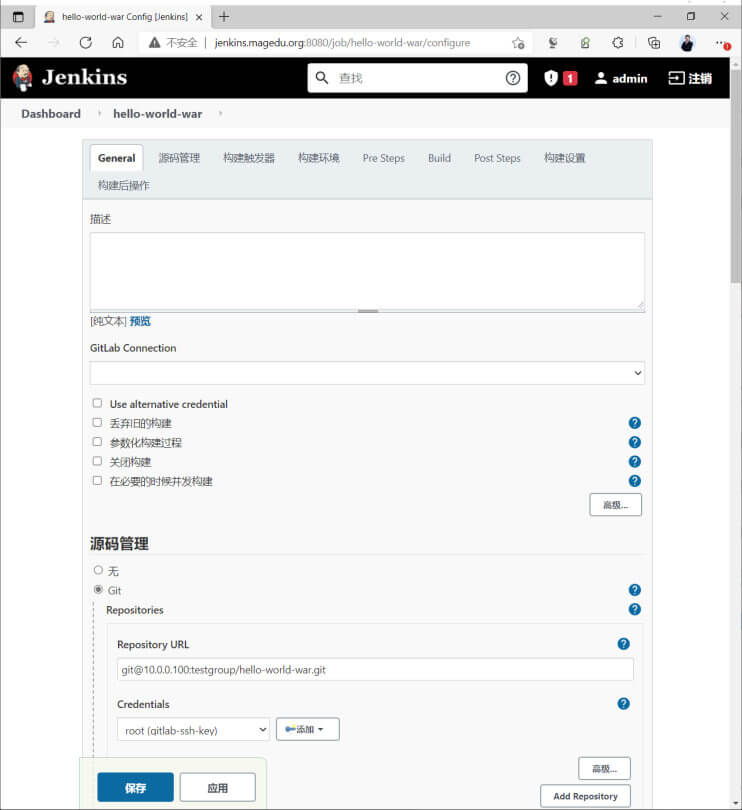 hello-world-war Config [Jenkins]
不安全 | jenkins.magedu.org:8080/job/hello-world-war/configure
Jenkins
查找
1
admin
注销
Dashboard
hello-world-war
General
源码管理
构建触发器
构建环境
Pre Steps
Build
Post Steps
构建设置
构建后操作
描述
[纯文本] 预览
GitLab Connection
Use alternative credential
丢弃旧的构建
参数化构建过程
关闭构建
在必要的时候并发构建
高级...
源码管理
无
Git
Repositories
Repository URL
git@10.0.0.100:testgroup/hello-world-war.git
Credentials
root (gitlab-ssh-key)
添加
高级...
保存
应用
Add Repository